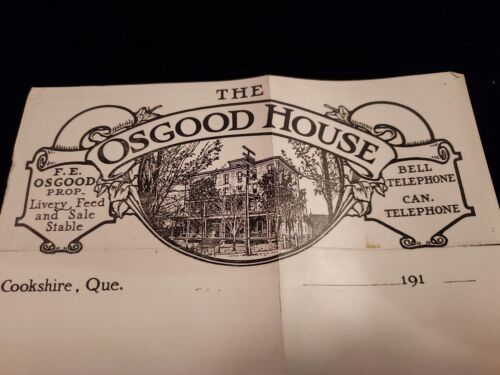 THE
OSGOOD HOUSE
F. E.
OSGOOD
PROP.
Livery, Feed
and Sale
Stable
BELL
TELEPHONE
CAN.
TELEPHONE
Cookshire, Que. 191